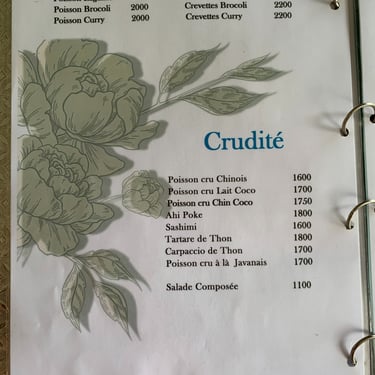 Poisson Brocoli 2000
Poisson Curry 2000
Crevettes Brocoli 2200
Crevettes Curry 2200
Crudité
Poisson cru Chinois 1600
Poisson cru Lait Coco 1700
Poisson cru Chin Coco 1750
Ahi Poke 1800
Sashimi 1600
Tartare de Thon 1800
Carpaccio de Thon 1700
Poisson cru à là Javanais 1700
Salade Composée 1100